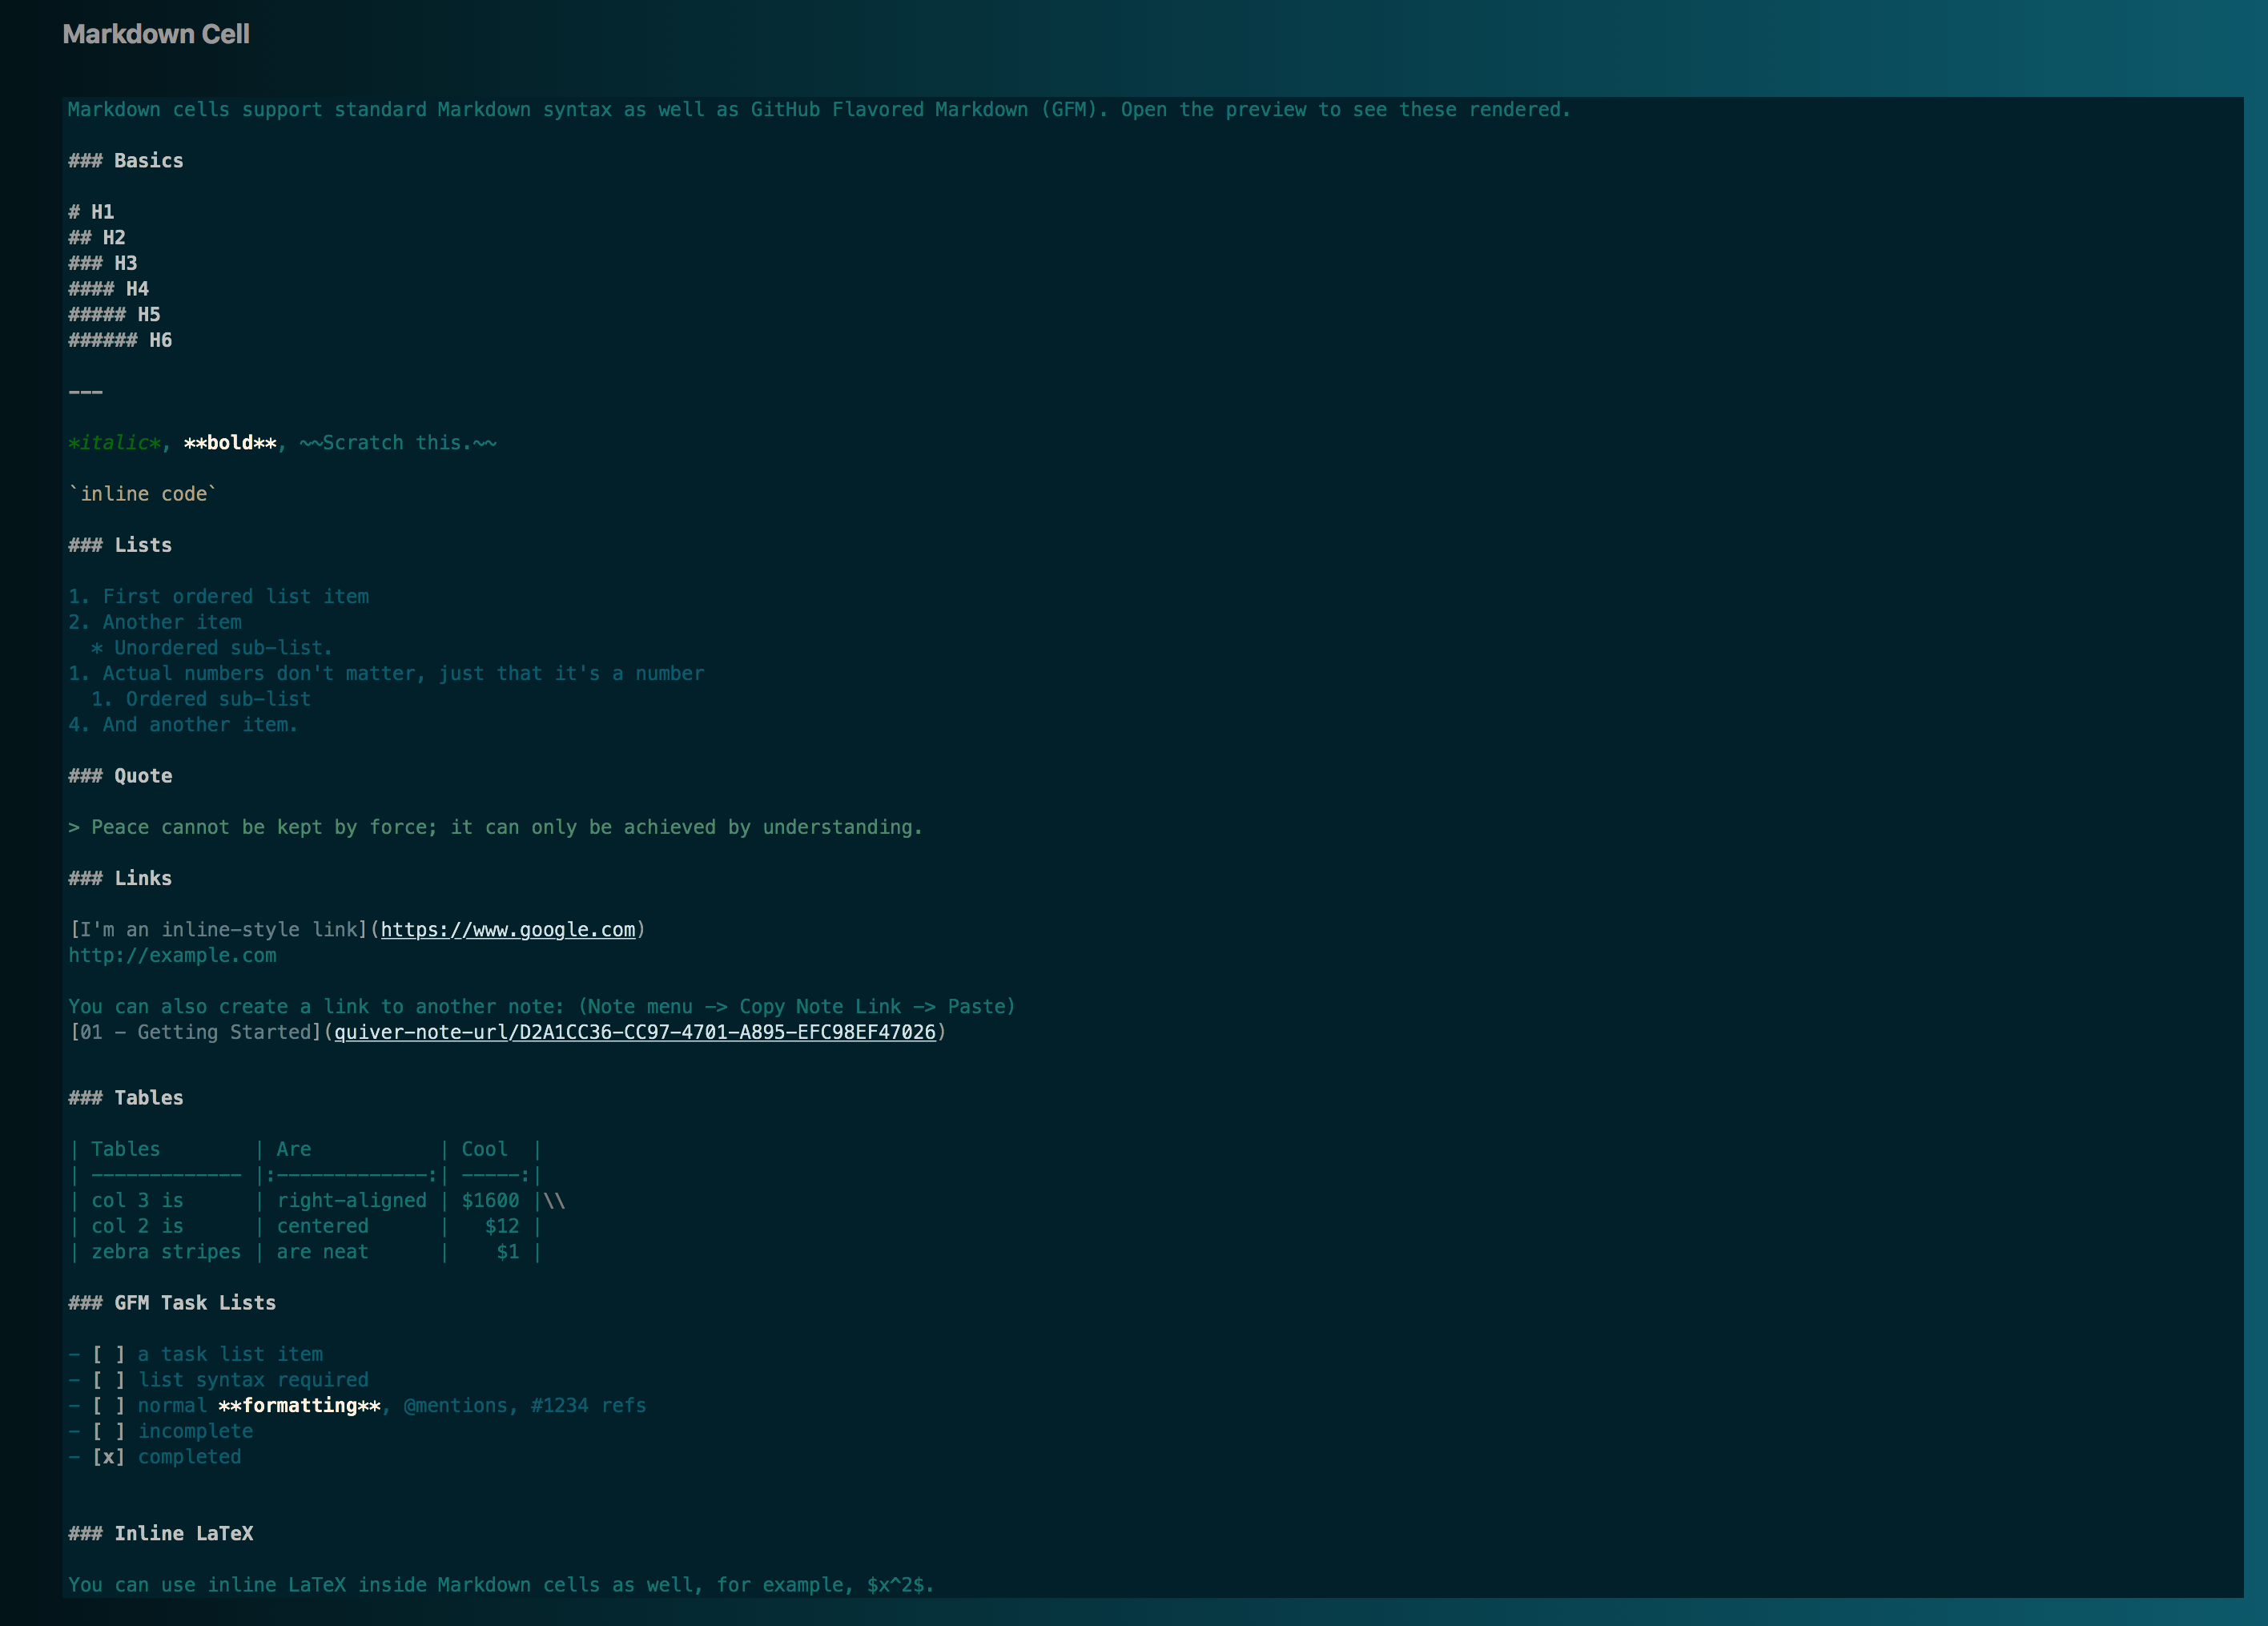 Markdown Cell
Markdown cells support standard Markdown syntax as well as GitHub Flavored Markdown (GFM). Open the preview to see these rendered.
### Basics
# H1
## H2
### H3
#### H4
##### H5
###### H6
---
*italic*, **bold**, ~~Scratch this.~~
`inline code`
### Lists
1. First ordered list item
2. Another item
  * Unordered sub-list.
1. Actual numbers don't matter, just that it's a number
  1. Ordered sub-list
4. And another item.
### Quote
> Peace cannot be kept by force; it can only be achieved by understanding.
### Links
[I'm an inline-style link](https://www.google.com)
http://example.com
You can also create a link to another note: (Note menu -> Copy Note Link -> Paste)
[01 - Getting Started](quiver-note-url/D2A1CC36-CC97-4701-A895-EFC98EF47026)
### Tables
| Tables        | Are           | Cool  |
| ------------- |:-------------:| -----:|
| col 3 is      | right-aligned | $1600 |\\
| col 2 is      | centered      |   $12 |
| zebra stripes | are neat      |    $1 |
### GFM Task Lists
- [ ] a task list item
- [ ] list syntax required
- [ ] normal **formatting**, @mentions, #1234 refs
- [ ] incomplete
- [x] completed
### Inline LaTeX
You can use inline LaTeX inside Markdown cells as well, for example, $x^2$.